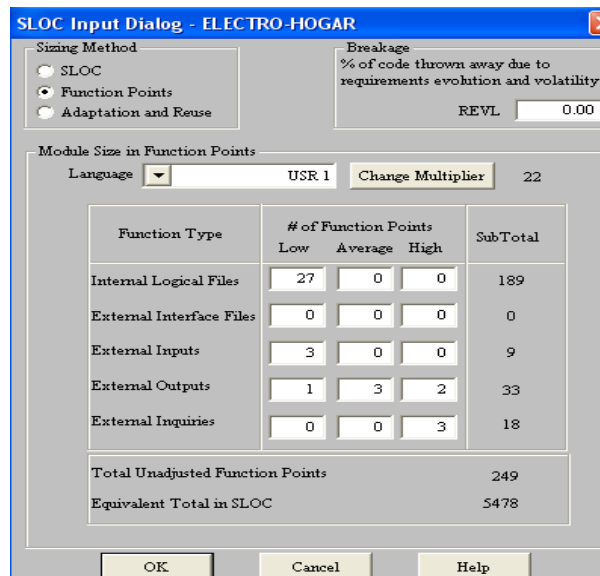 SLOC Input Dialog - ELECTRO-HOGAR
Sizing Method
SLOC
Function Points
Adaptation and Reuse
Breakage
% of code thrown away due to
requirements evolution and volatility
REVL 0.00
Module Size in Function Points
Language USR 1 Change Multiplier 22
Function Type # of Function Points SubTotal
Low Average High
Internal Logical Files 27 0 0 189
External Interface Files 0 0 0 0
External Inputs 3 0 0 9
External Outputs 1 3 2 33
External Inquiries 0 0 3 18
Total Unadjusted Function Points 249
Equivalent Total in SLOC 5478
OK Cancel Help